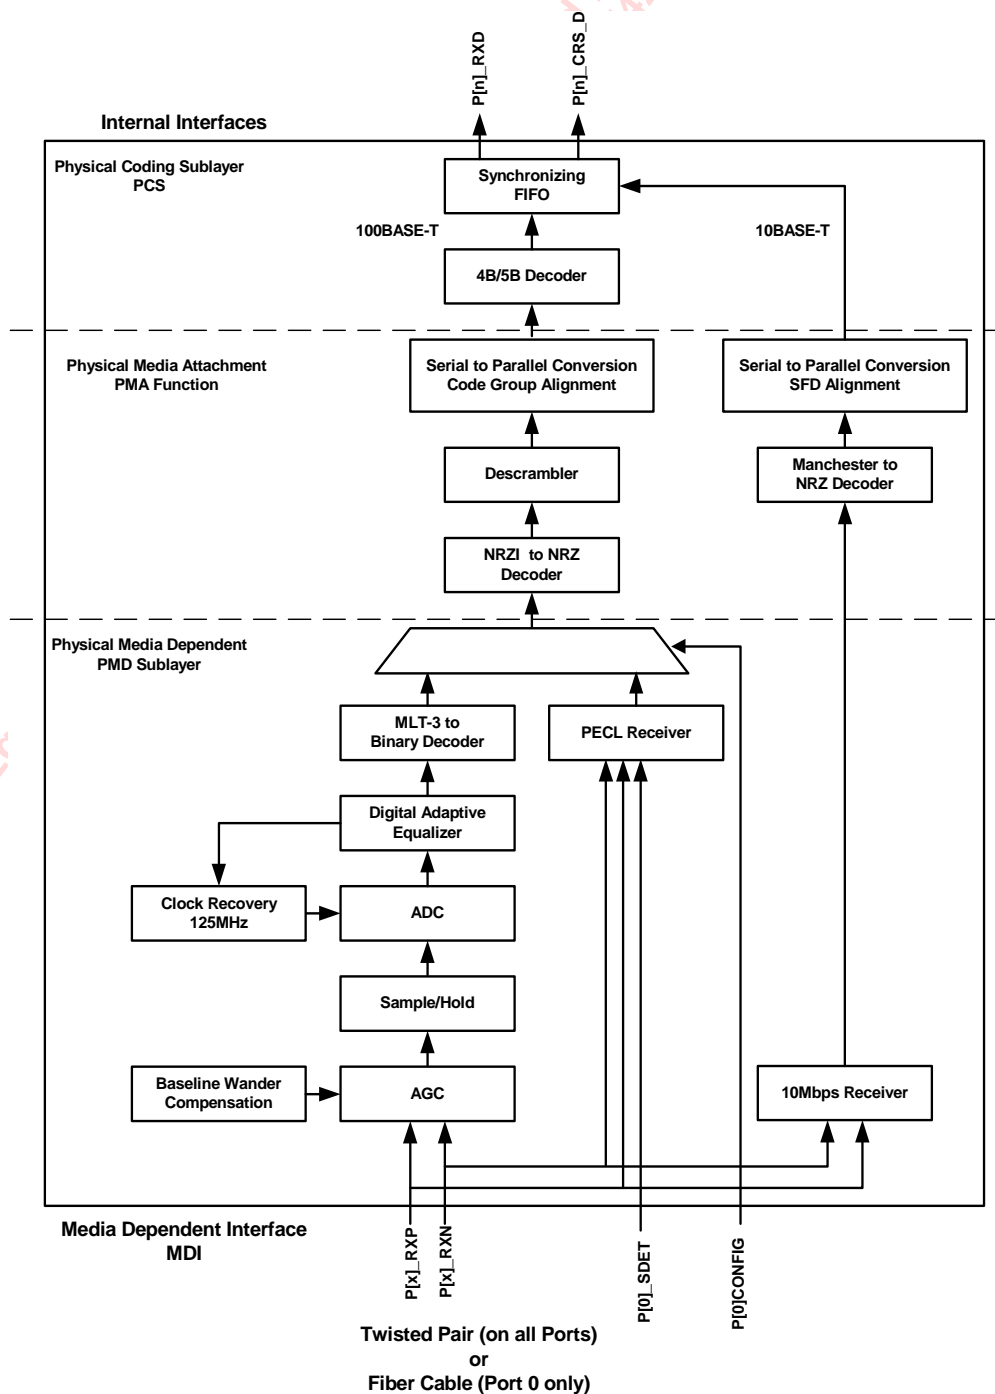 P[n]_RXD
P[n]_CRS_D
Internal Interfaces
Physical Coding Sublayer
PCS
Synchronizing
FIFO
100BASE-T
10BASE-T
4B/5B Decoder
Physical Media Attachment
PMA Function
Serial to Parallel Conversion
Code Group Alignment
Serial to Parallel Conversion
SFD Alignment
Descrambler
Manchester to
NRZ Decoder
NRZI to NRZ
Decoder
Physical Media Dependent
PMD Sublayer
MLT-3 to
Binary Decoder
PECL Receiver
Digital Adaptive
Equalizer
Clock Recovery
125MHz
ADC
Sample/Hold
Baseline Wander
Compensation
AGC
10Mbps Receiver
Media Dependent Interface
MDI
P[x]_RXP
P[x]_RXN
P[0]_SDET
P[0]CONFIG
Twisted Pair (on all Ports)
or
Fiber Cable (Port 0 only)